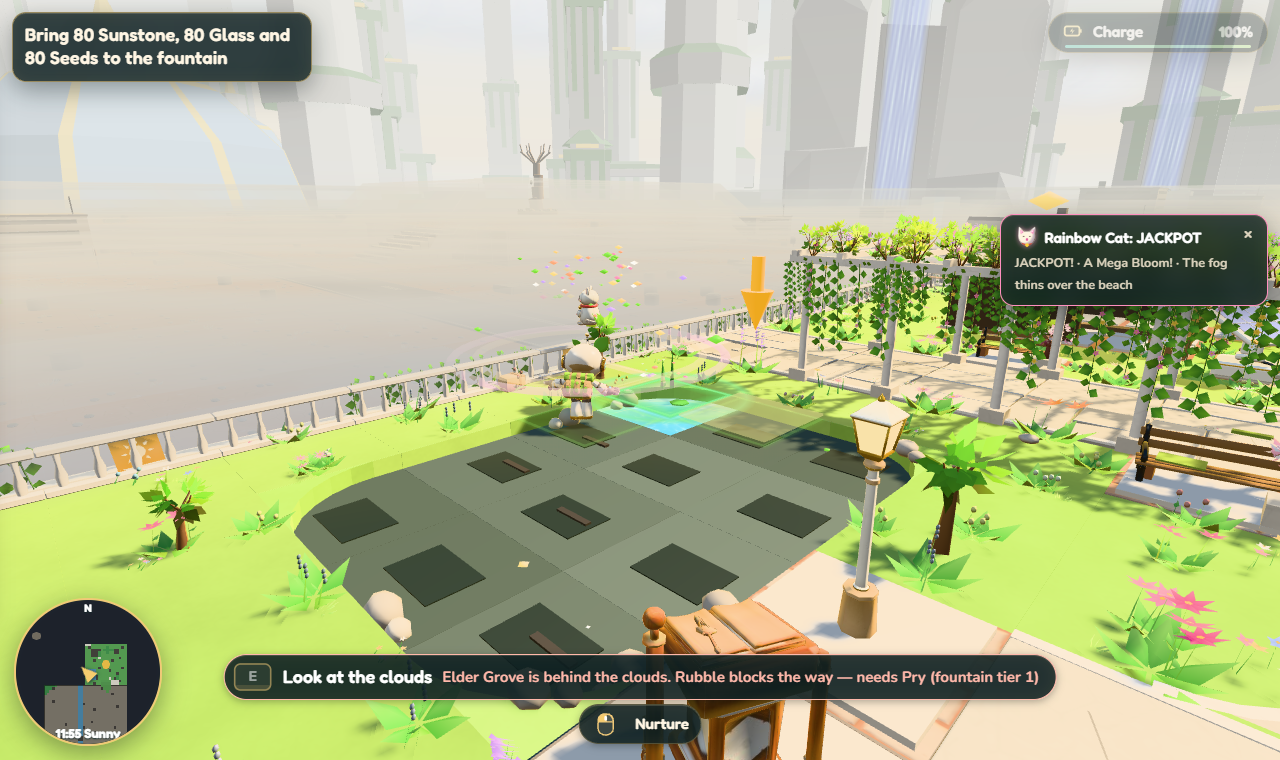 Bring 80 Sunstone, 80 Glass and
80 Seeds to the fountain
Charge 100%
Rainbow Cat: JACKPOT ×
JACKPOT! · A Mega Bloom! · The fog
thins over the beach
N
11:55 Sunny
E Look at the clouds Elder Grove is behind the clouds. Rubble blocks the way — needs Pry (fountain tier 1)
Nurture